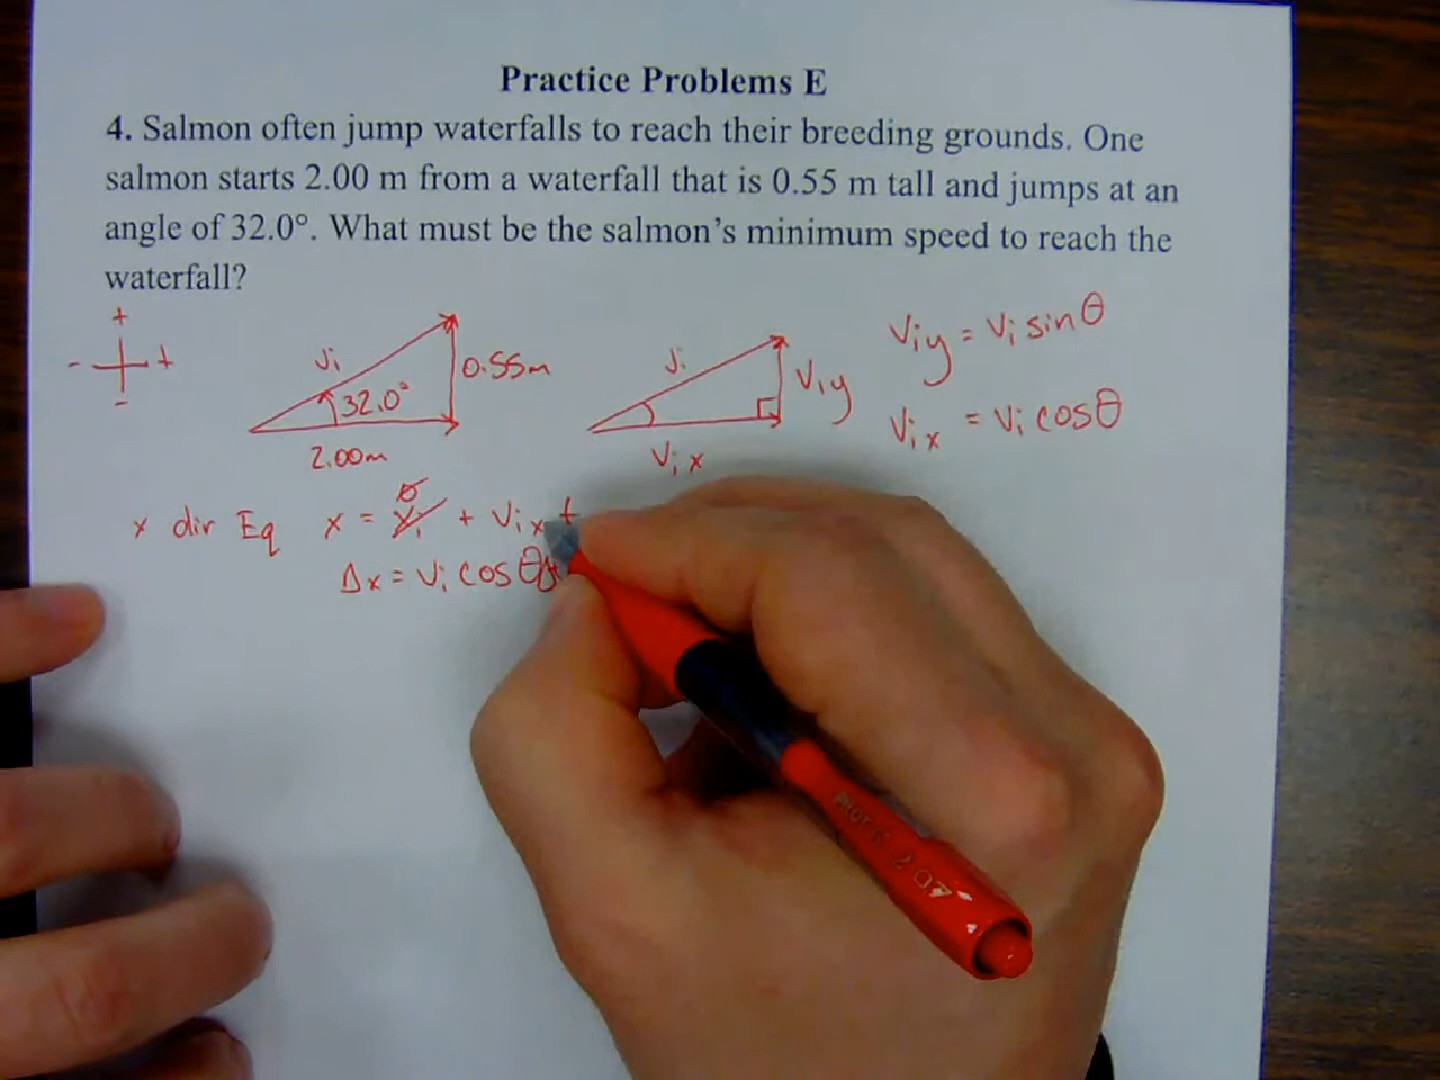 Practice Problems E
4. Salmon often jump waterfalls to reach their breeding grounds. One
salmon starts 2.00 m from a waterfall that is 0.55 m tall and jumps at an
angle of 32.0°. What must be the salmon's minimum speed to reach the
waterfall?
+
- +
-
vi
32.0°
0.55m
2.00m
vi
viy
vix
viy = vi sinθ
vix = vi cosθ
x dir Eq x = xi + vix t
0
Δx = vi cos θΔt